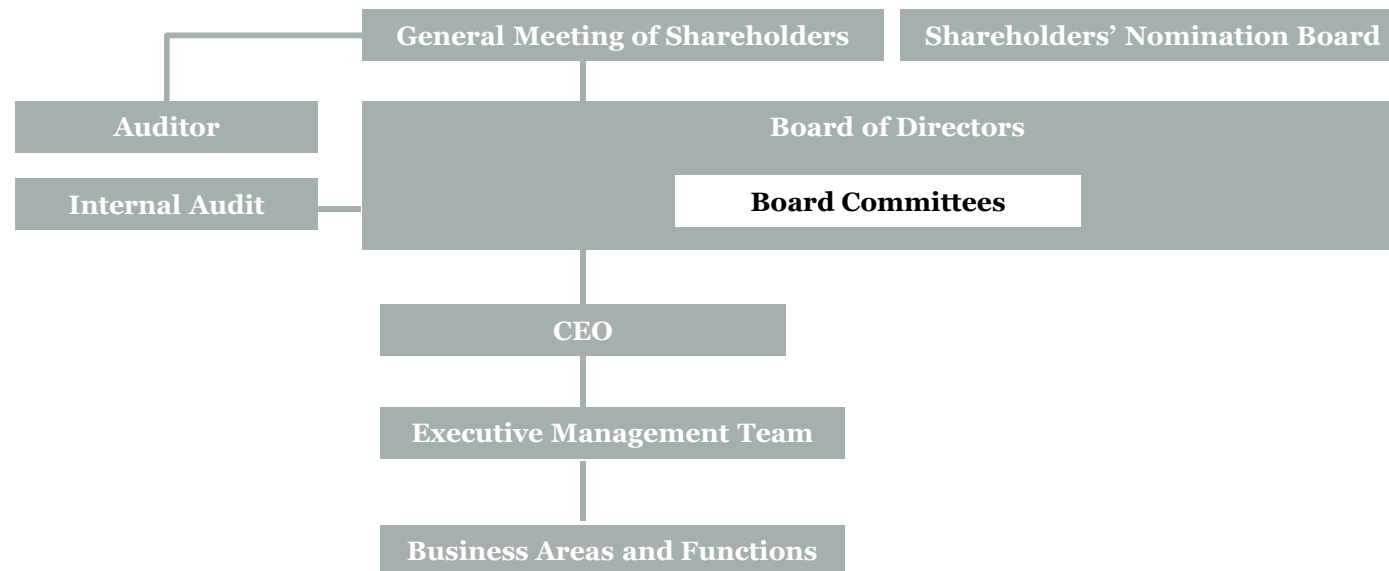 General Meeting of Shareholders
Shareholders’ Nomination Board
Auditor
Board of Directors
Internal Audit
Board Committees
CEO
Executive Management Team
Business Areas and Functions